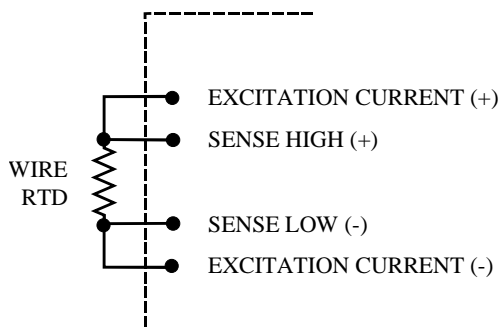 EXCITATION CURRENT (+)
SENSE HIGH (+)
WIRE
RTD
SENSE LOW (-)
EXCITATION CURRENT (-)